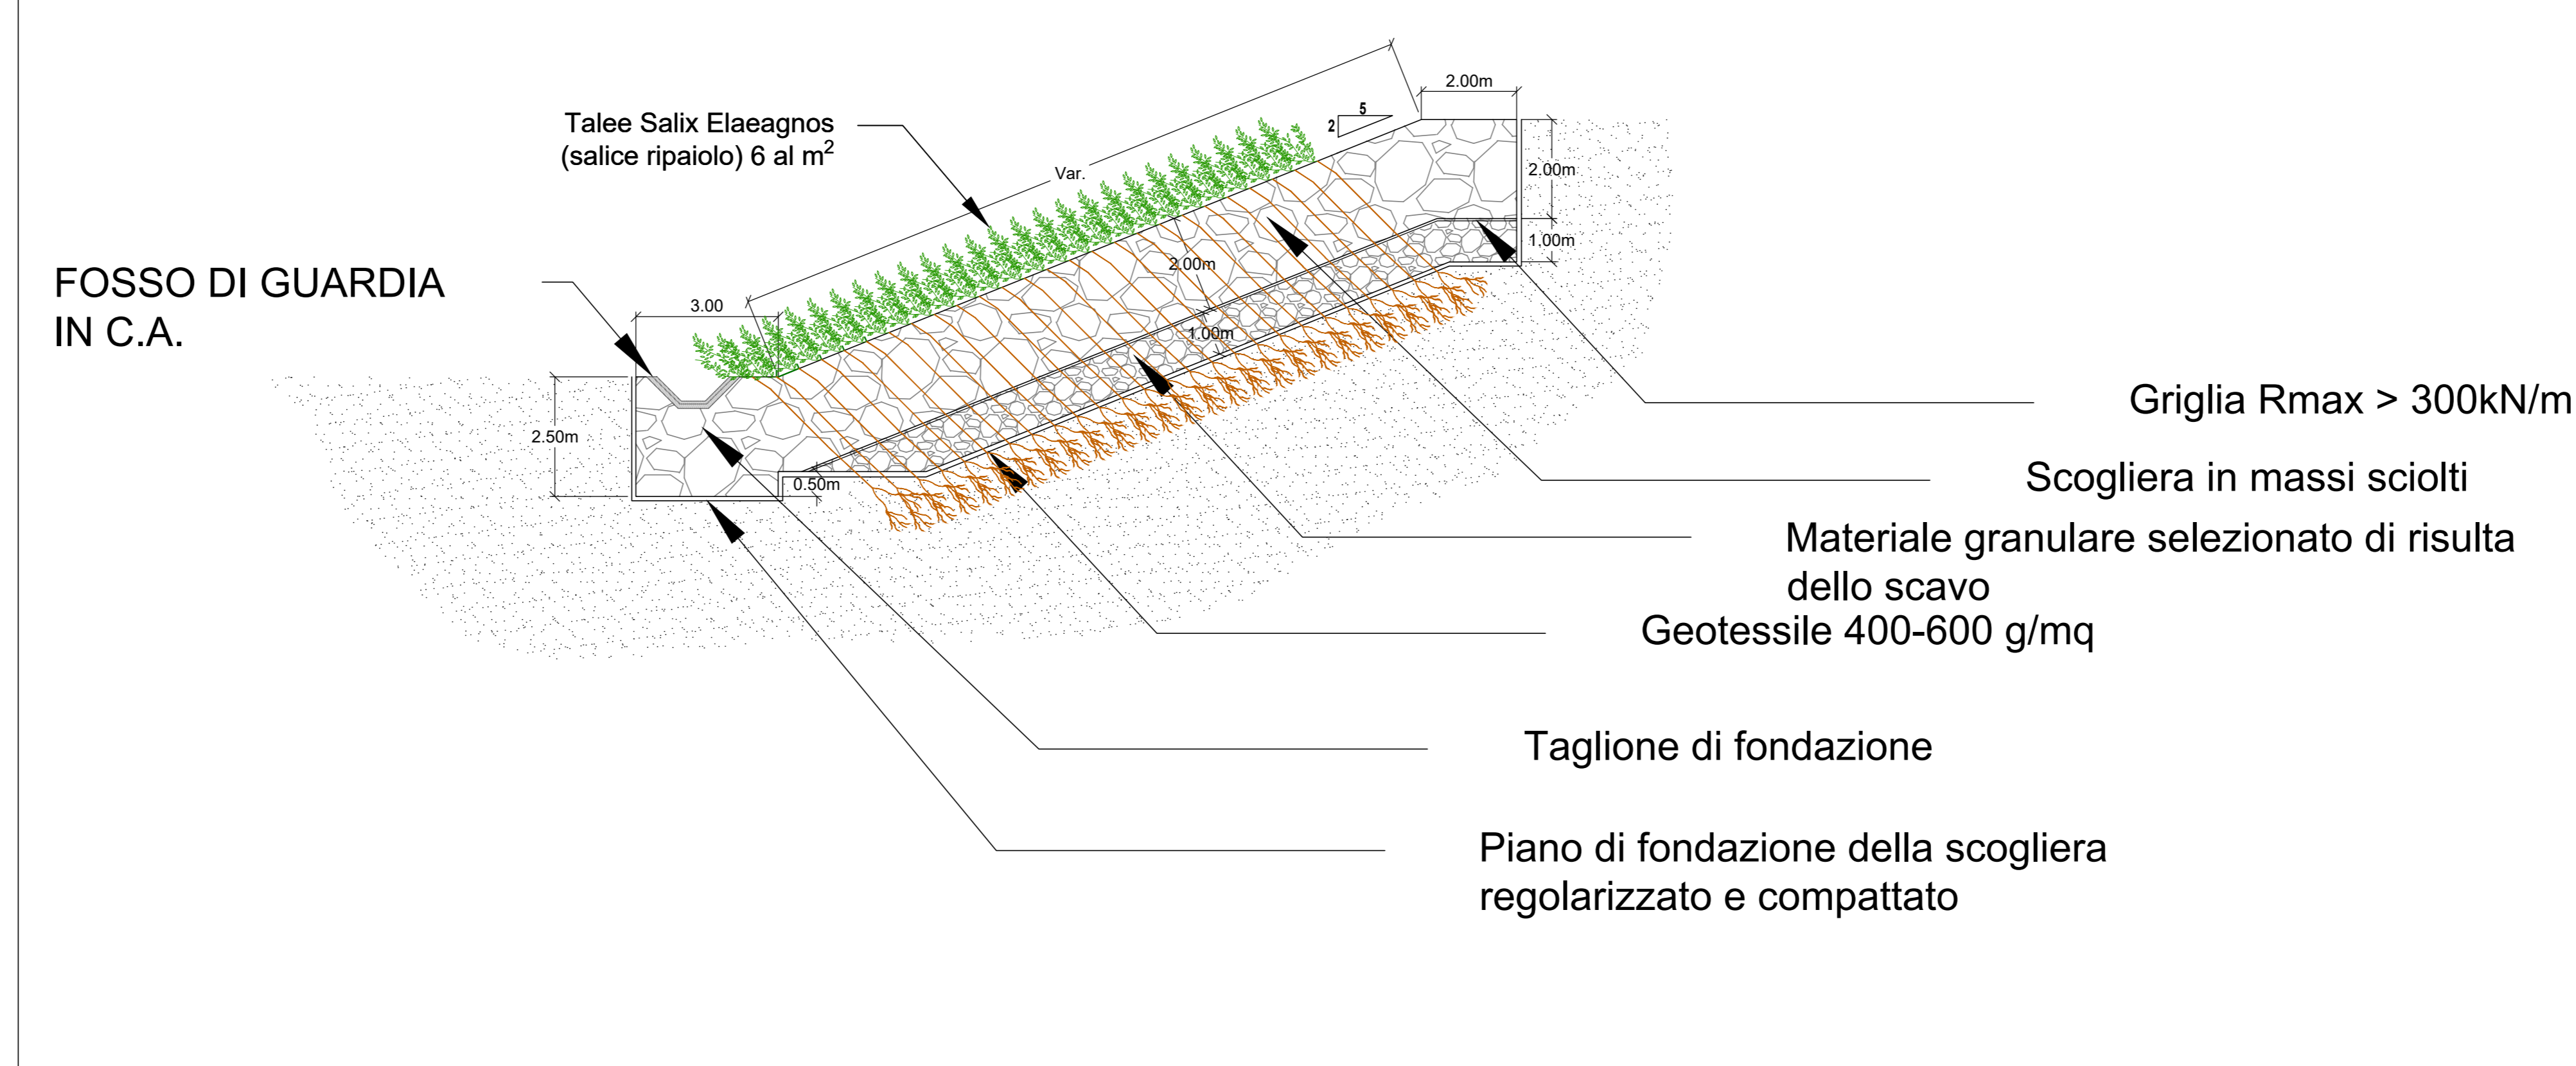 2.00m
5
2
Talee Salix Elaeagnos
(salice ripaiolo) 6 al m²
Var.
2.00m
1.00m
FOSSO DI GUARDIA
IN C.A.
3.00
2.00m
1.00m
2.50m
0.50m
Griglia Rmax > 300kN/m
Scogliera in massi sciolti
Materiale granulare selezionato di risulta
dello scavo
Geotessile 400-600 g/mq
Taglione di fondazione
Piano di fondazione della scogliera
regolarizzato e compattato